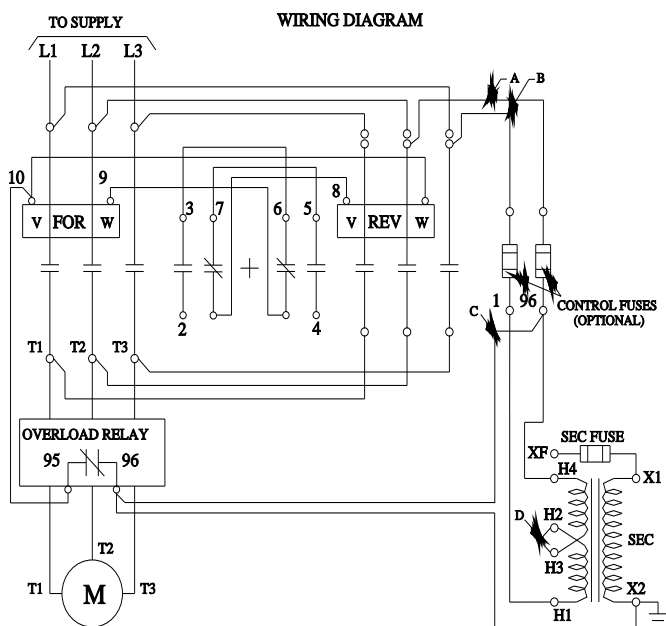 WIRING DIAGRAM
TO SUPPLY
L1 L2 L3
A B
10 9 8
3 7 6 5
V FOR W
V REV W
2 4
1 96
C
CONTROL FUSES
(OPTIONAL)
T1 T2 T3
OVERLOAD RELAY
95 96
SEC FUSE
XF
H4 X1
D H2
H3
SEC
X2
H1
T2
T1 M T3